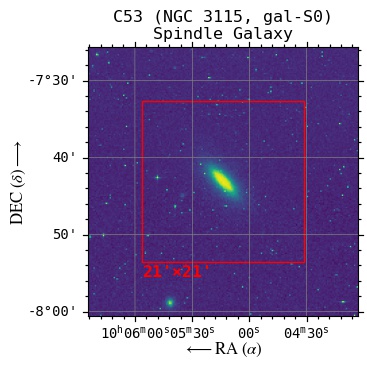 C53 (NGC 3115, gal-S0)
Spindle Galaxy
-7°30'
40'
50'
-8°00'
DEC (δ) ⟶
21'×21'
10ʰ06ᵐ00ˢ 05ᵐ30ˢ 00ˢ 04ᵐ30ˢ
⟵ RA (α)